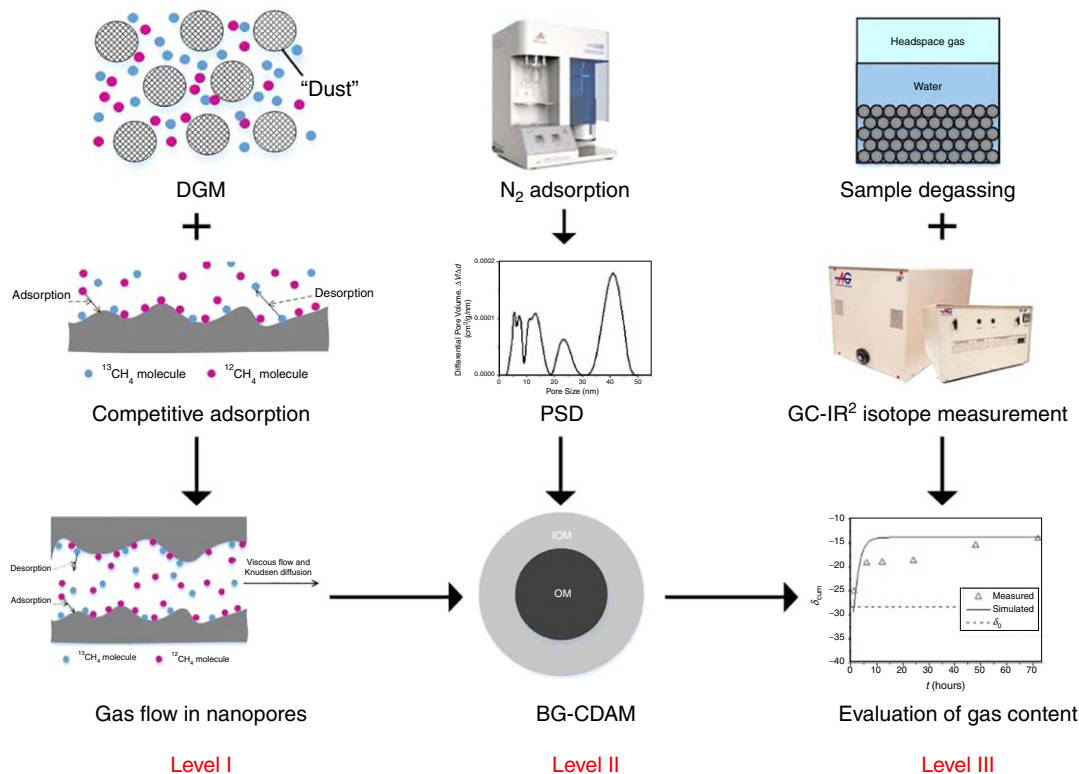 "Dust"
DGM
+
Adsorption
Desorption
¹³CH₄ molecule ¹²CH₄ molecule
Competitive adsorption
Desorption
Adsorption
Viscous flow and
Knudsen diffusion
¹³CH₄ molecule ¹²CH₄ molecule
Gas flow in nanopores
Level I
N₂ adsorption
Differential Pore Volume, ΔV/Δd
(cm³/g/nm)
0.0002
0.0001
0.0000
0 10 20 30 40 50
Pore Size (nm)
PSD
IOM
OM
BG-CDAM
Level II
Headspace gas
Water
Sample degassing
+
AG
AG
GC-IR² isotope measurement
δcum
−10
−15
−20
−25
−30
−35
−40
Measured
Simulated
δ₀
0 10 20 30 40 50 60 70
t (hours)
Evaluation of gas content
Level III